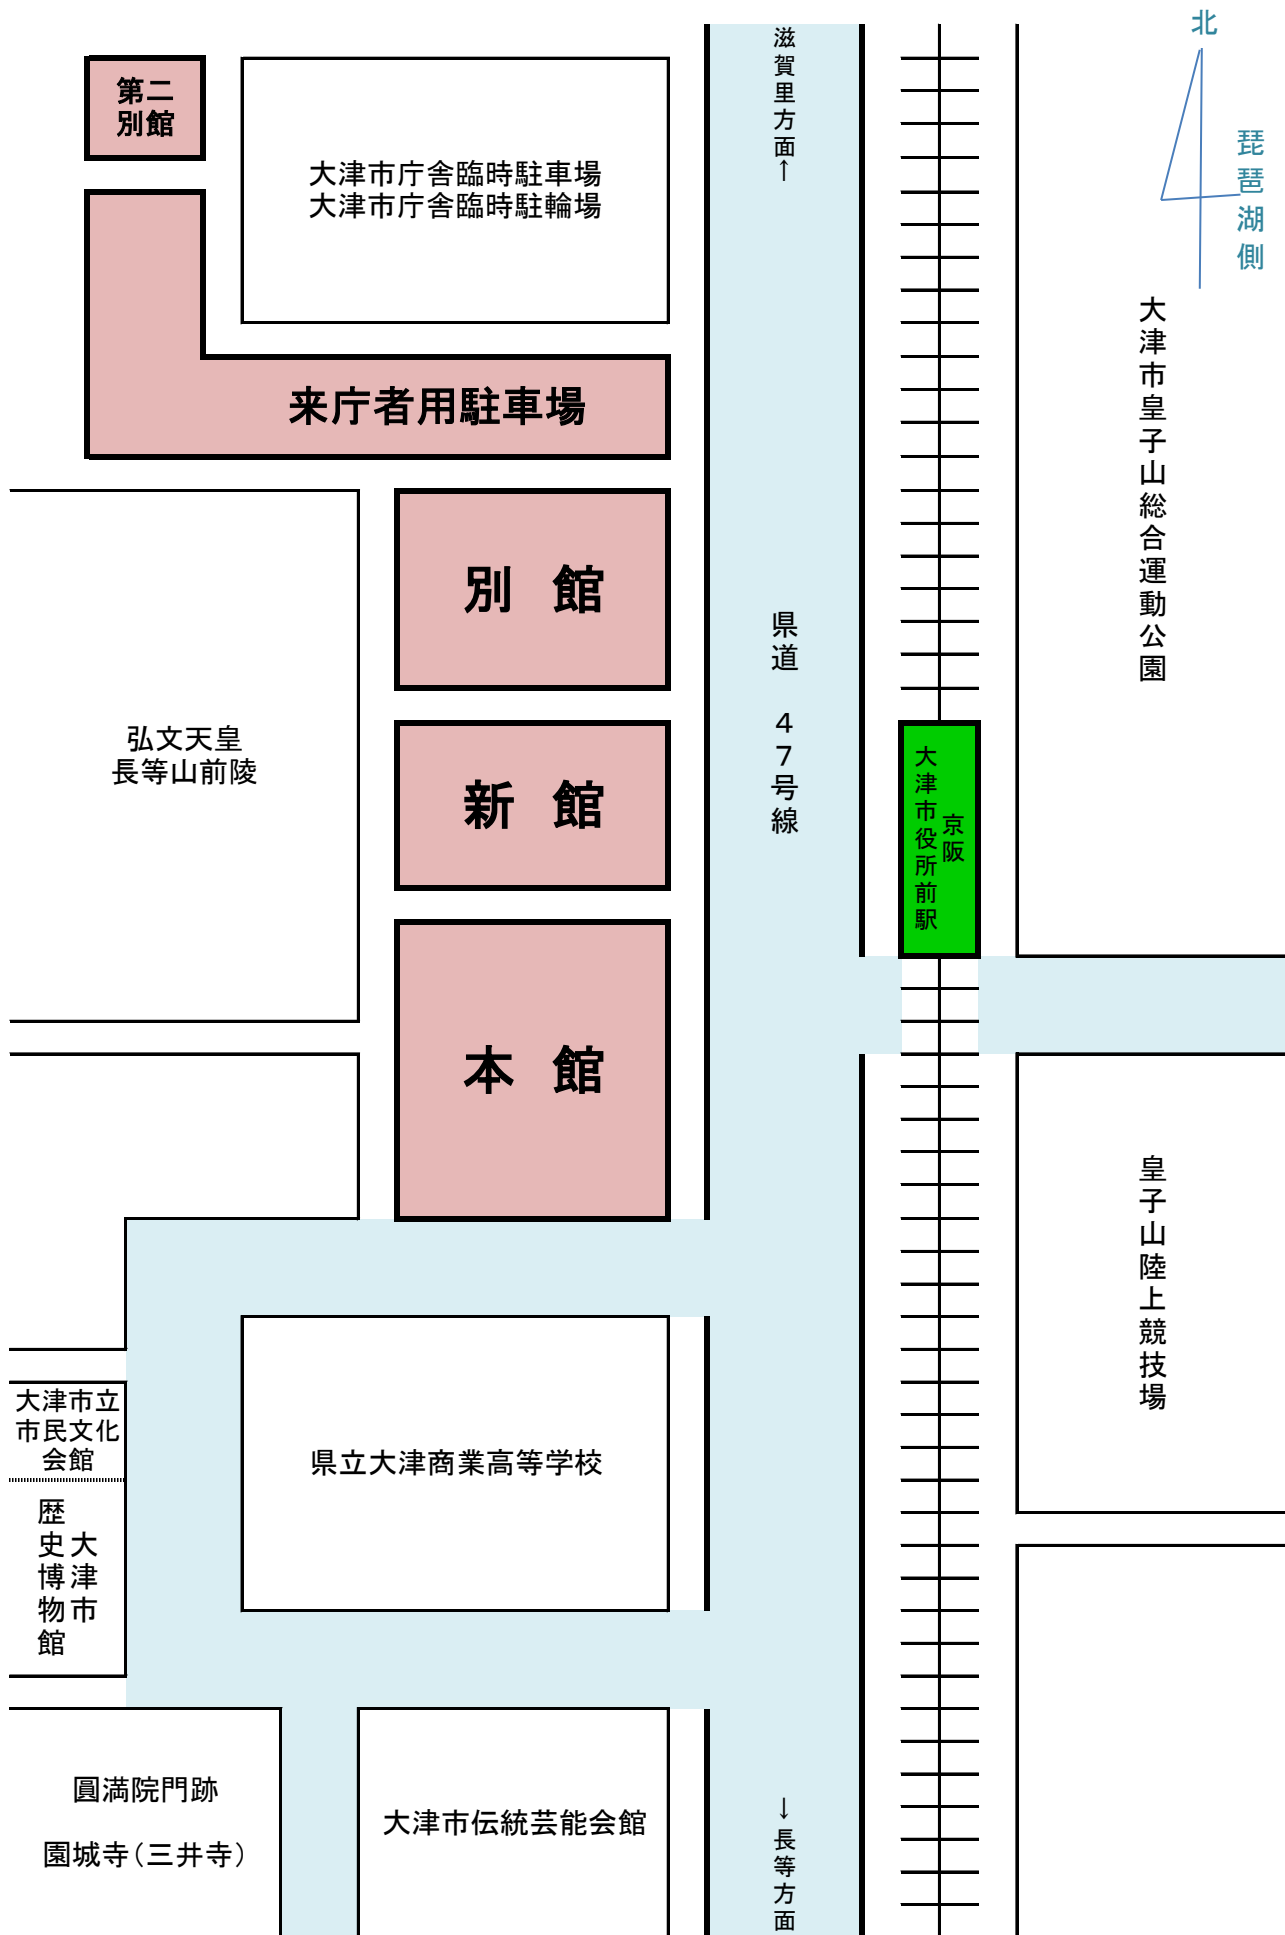 北
琵琶湖側
滋賀里方面↑
第二
別館
大津市庁舎臨時駐車場
大津市庁舎臨時駐輪場
来庁者用駐車場
大津市皇子山総合運動公園
別 館
県道 47号線
弘文天皇
長等山前陵
新 館
京阪
大津市役所前駅
本 館
皇子山陸上競技場
大津市立
市民文化
会館
県立大津商業高等学校
大津市
歴史博物館
圓満院門跡
園城寺(三井寺)
大津市伝統芸能会館
↓長等方面